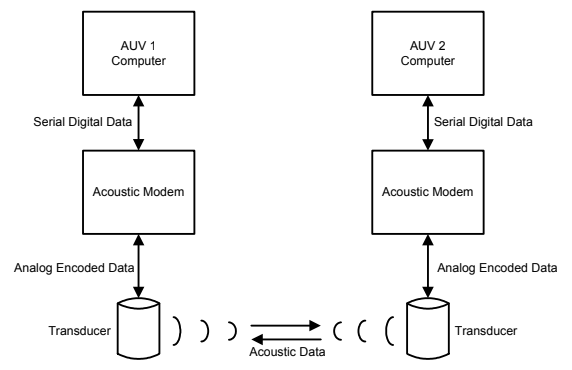 AUV 1
Computer
AUV 2
Computer
Serial Digital Data
Serial Digital Data
Acoustic Modem
Acoustic Modem
Analog Encoded Data
Analog Encoded Data
Transducer
Transducer
Acoustic Data